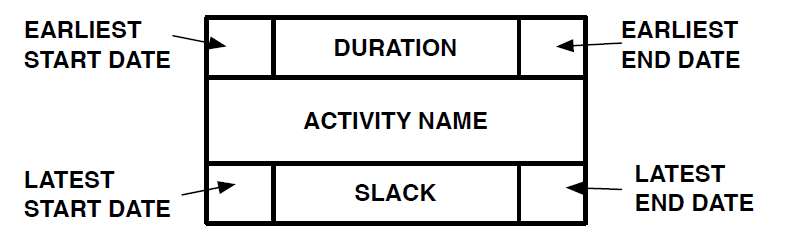 EARLIEST
START DATE
DURATION
EARLIEST
END DATE
ACTIVITY NAME
LATEST
START DATE
SLACK
LATEST
END DATE